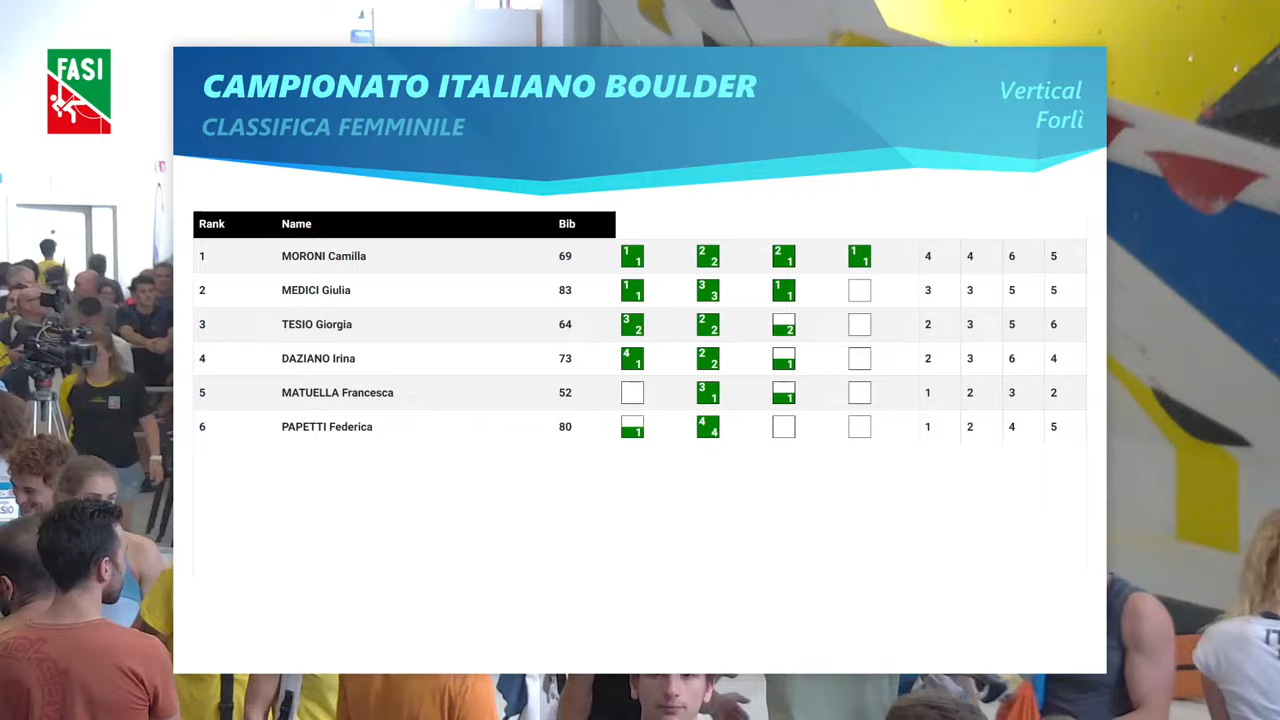 FASI
CAMPIONATO ITALIANO BOULDER
CLASSIFICA FEMMINILE
Vertical
Forlì
Rank Name Bib
1 MORONI Camilla 69 1 1 2 2 2 1 1 1 4 4 6 5
2 MEDICI Giulia 83 1 1 3 3 1 1 3 3 5 5
3 TESIO Giorgia 64 3 2 2 2 2 2 3 5 6
4 DAZIANO Irina 73 4 1 2 2 1 2 3 6 4
5 MATUELLA Francesca 52 3 1 1 1 2 3 2
6 PAPETTI Federica 80 1 4 4 1 2 4 5